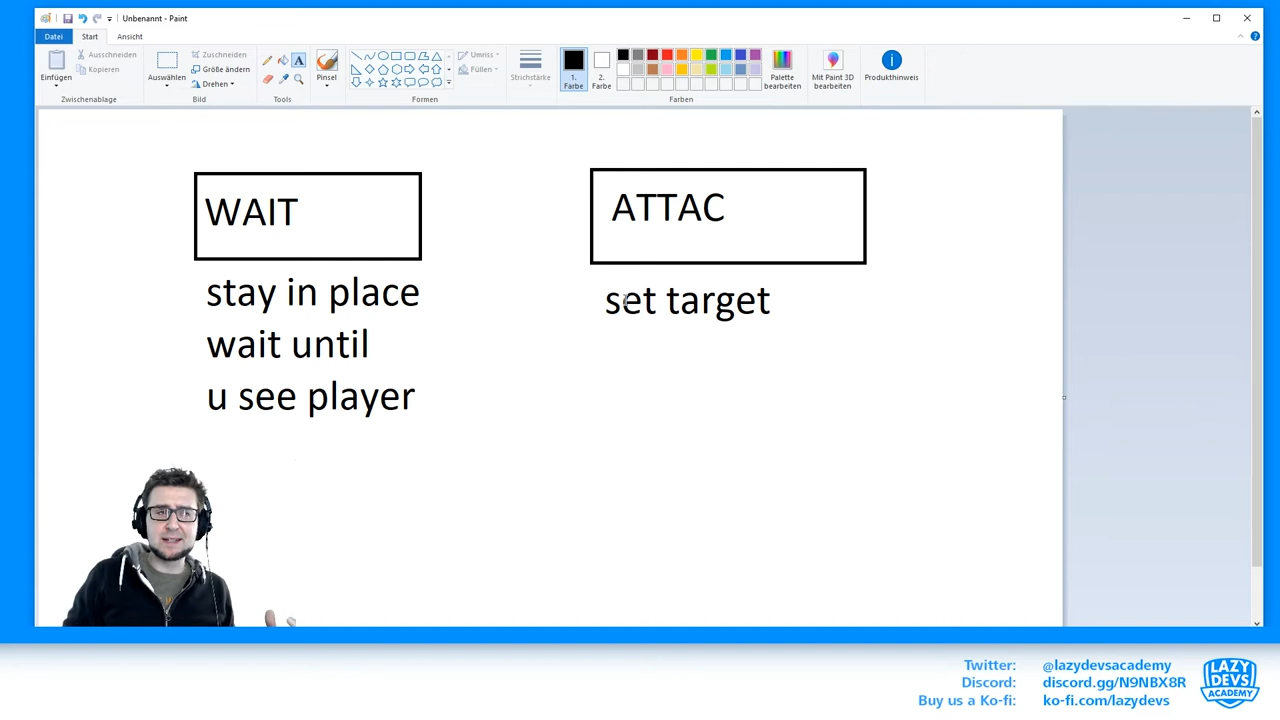 Unbenannt - Paint
Datei
Start
Ansicht
Einfügen
Ausschneiden
Kopieren
Zwischenablage
Auswählen
Zuschneiden
Größe ändern
Drehen
Bild
Tools
Pinsel
Formen
Umriss
Füllen
Strichstärke
1.
Farbe
2.
Farbe
Palette
bearbeiten
Farben
Mit Paint 3D
bearbeiten
Produkthinweis
WAIT
stay in place
wait until
u see player
ATTAC
set target
Twitter: @lazydevsacademy
Discord: discord.gg/N9NBX8R
Buy us a Ko-fi: ko-fi.com/lazydevs
LAZY
DEVS
ACADEMY